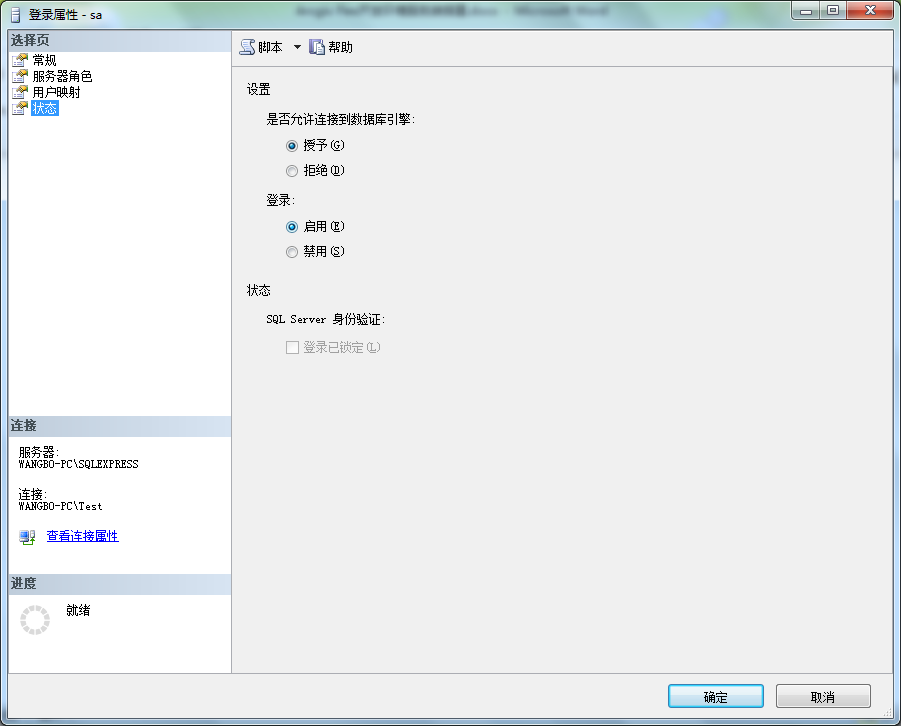 登录属性 - sa
选择页
常规
服务器角色
用户映射
状态
脚本 帮助
设置
是否允许连接到数据库引擎:
授予(G)
拒绝(D)
登录:
启用(E)
禁用(S)
状态
SQL Server 身份验证:
登录已锁定(L)
连接
服务器:
WANGBO-PC\SQLEXPRESS
连接:
WANGBO-PC\Test
查看连接属性
进度
就绪
确定 取消